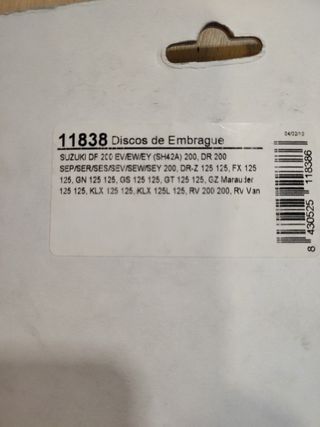 11838 Discos de Embrague
SUZUKI DF 200 EV/EW/EY (SH42A) 200, DR 200
SEP/SER/SES/SEV/SEW/SEY 200, DR-Z 125 125, FX 125
125, GN 125 125, GS 125 125, GT 125 125, GZ Marauder
125 125, KLX 125 125, KLX 125L 125, RV 200 200, RV Van
8 430525 118386